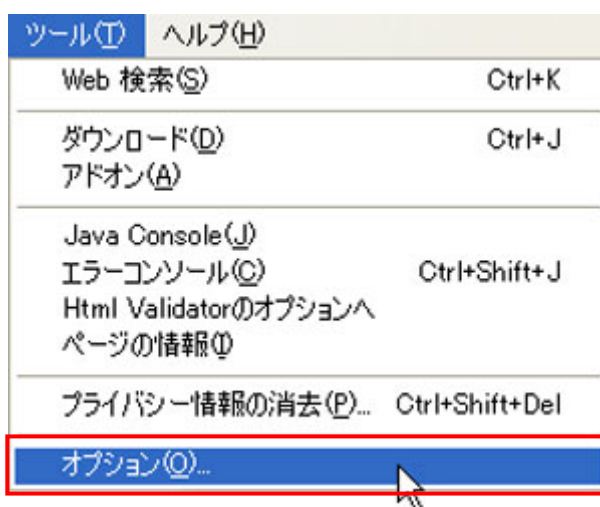 ツール(T) ヘルプ(H)
Web 検索(S) Ctrl+K
ダウンロード(D) Ctrl+J
アドオン(A)
Java Console(J)
エラーコンソール(C) Ctrl+Shift+J
Html Validatorのオプションへ
ページの情報(I)
プライバシー情報の消去(P)... Ctrl+Shift+Del
オプション(O)...